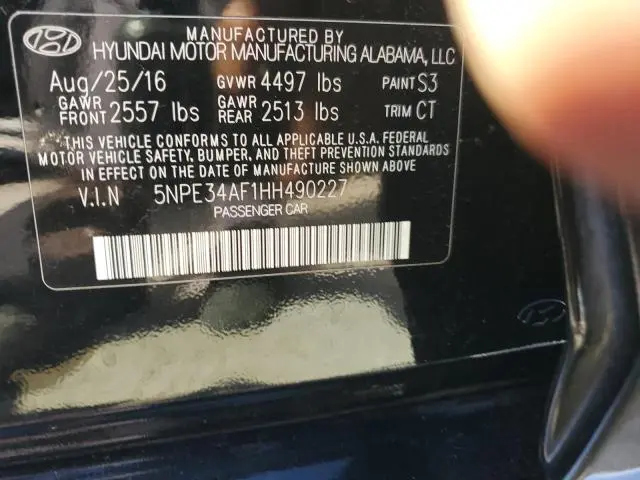 MANUFACTURED BY
HYUNDAI MOTOR MANUFACTURING ALABAMA, LLC
Aug/25/16 GVWR 4497 lbs PAINT S3
GAWR FRONT 2557 lbs GAWR REAR 2513 lbs TRIM CT
THIS VEHICLE CONFORMS TO ALL APPLICABLE U.S.A. FEDERAL
MOTOR VEHICLE SAFETY, BUMPER, AND THEFT PREVENTION STANDARDS
IN EFFECT ON THE DATE OF MANUFACTURE SHOWN ABOVE.
V.I.N 5NPE34AF1HH490227
PASSENGER CAR